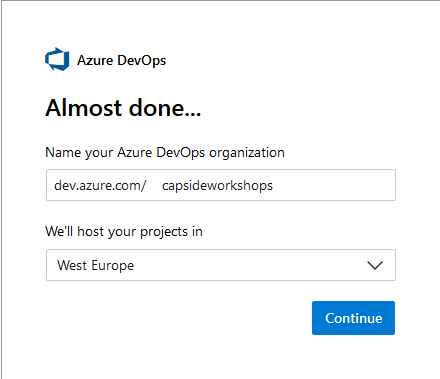 Azure DevOps
Almost done...
Name your Azure DevOps organization
dev.azure.com/ capsideworkshops
We'll host your projects in
West Europe
Continue